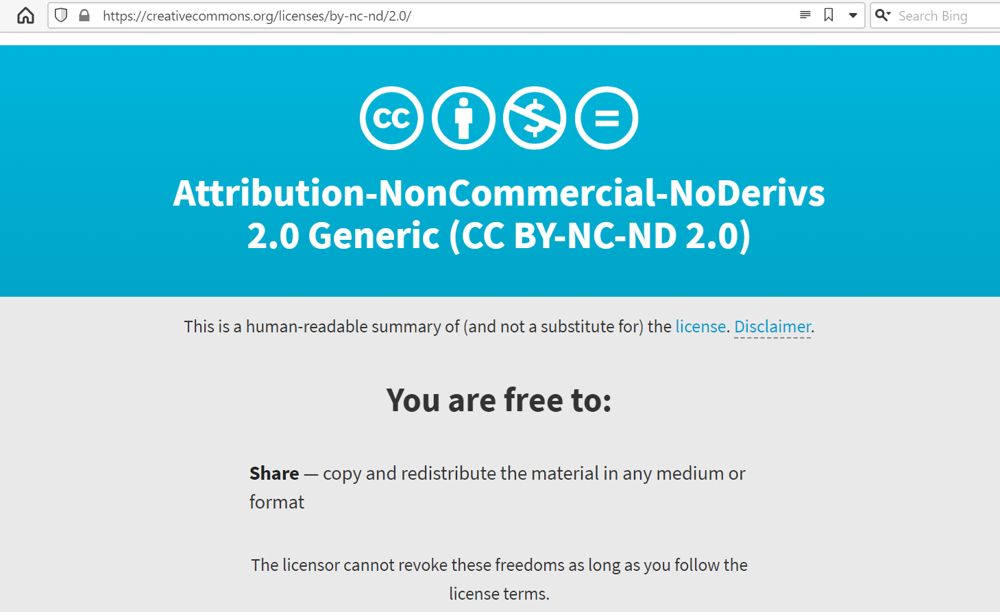 https://creativecommons.org/licenses/by-nc-nd/2.0/
Search Bing
cc
$
=
Attribution-NonCommercial-NoDerivs
2.0 Generic (CC BY-NC-ND 2.0)
This is a human-readable summary of (and not a substitute for) the license. Disclaimer.
You are free to:
Share — copy and redistribute the material in any medium or
format
The licensor cannot revoke these freedoms as long as you follow the
license terms.